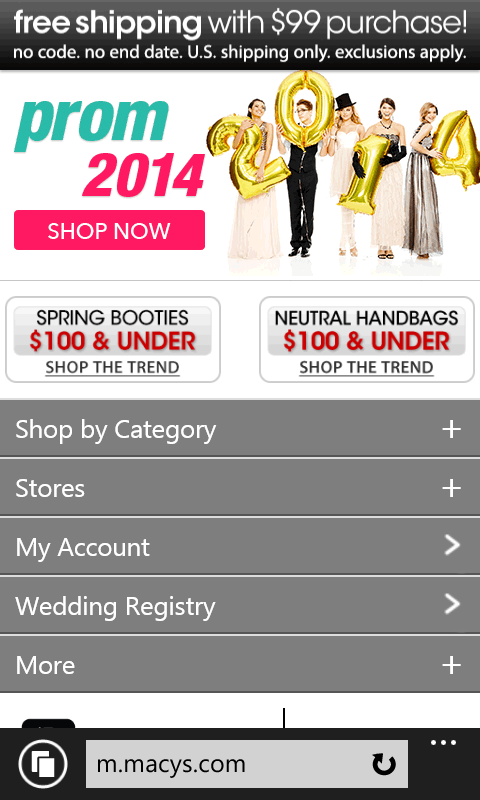 free shipping with $99 purchase!
no code. no end date. U.S. shipping only. exclusions apply.
prom
2014
SHOP NOW
2014
SPRING BOOTIES
$100 & UNDER
SHOP THE TREND
NEUTRAL HANDBAGS
$100 & UNDER
SHOP THE TREND
Shop by Category
Stores
My Account
Wedding Registry
More
m.macys.com